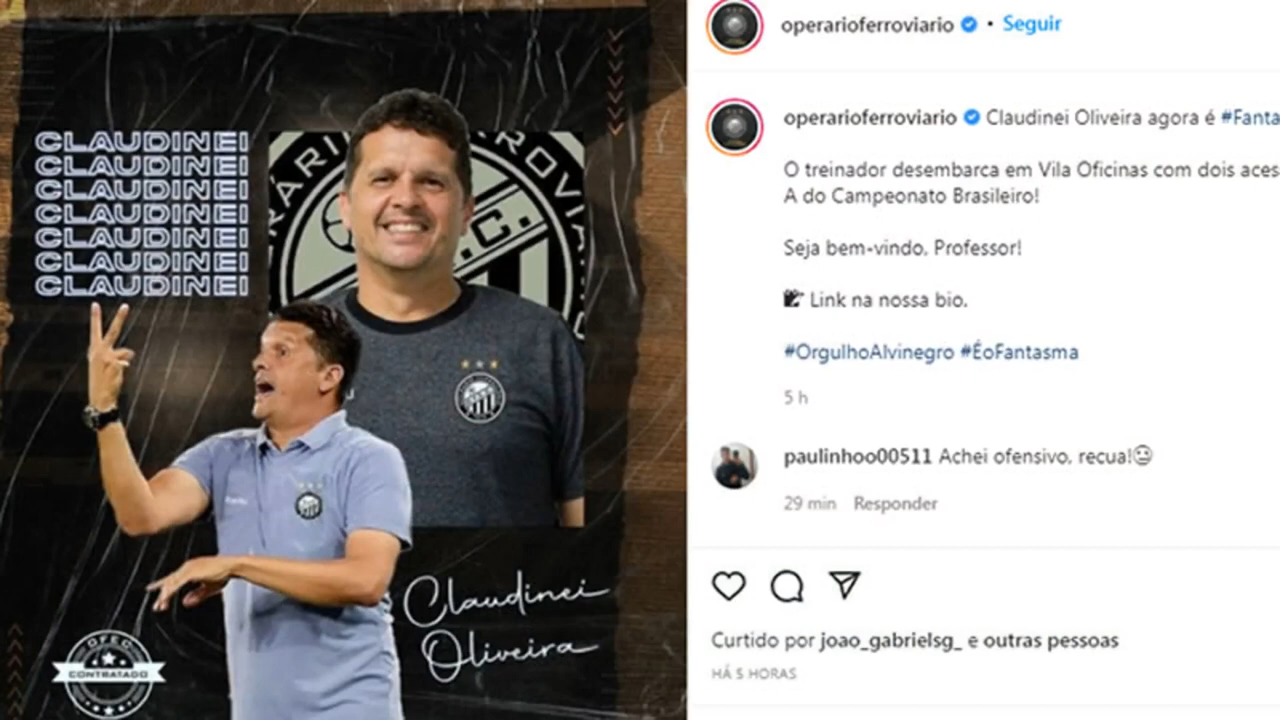 CLAUDINEI
CLAUDINEI
CLAUDINEI
CLAUDINEI
CLAUDINEI
CLAUDINEI
CLAUDINEI
F.C.
Claudinei
Oliveira
OFEC
CONTRATADO
operarioferroviario • Seguir
operarioferroviario Claudinei Oliveira agora é #Fanta
O treinador desembarca em Vila Oficinas com dois aces
A do Campeonato Brasileiro!
Seja bem-vindo, Professor!
Link na nossa bio.
#OrgulhoAlvinegro #ÉoFantasma
5 h
paulinhoo00511 Achei ofensivo, recua!
29 min Responder
Curtido por joao_gabrielsg_ e outras pessoas
HÁ 5 HORAS